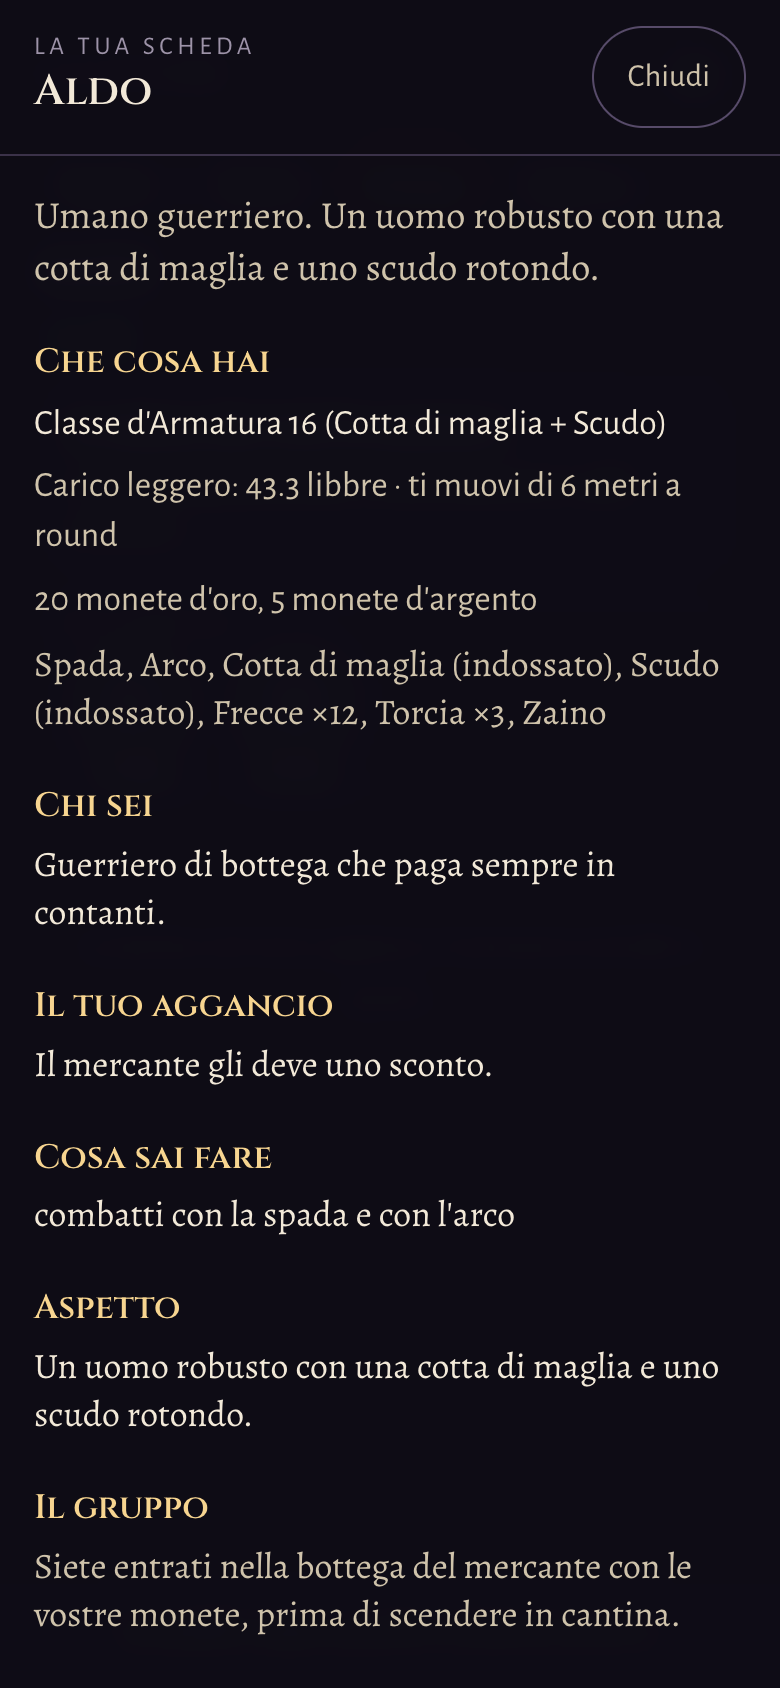 LA TUA SCHEDA
ALDO
Chiudi
Umano guerriero. Un uomo robusto con una
cotta di maglia e uno scudo rotondo.
CHE COSA HAI
Classe d'Armatura 16 (Cotta di maglia + Scudo)
Carico leggero: 43.3 libbre · ti muovi di 6 metri a
round
20 monete d'oro, 5 monete d'argento
Spada, Arco, Cotta di maglia (indossato), Scudo
(indossato), Frecce ×12, Torcia ×3, Zaino
CHI SEI
Guerriero di bottega che paga sempre in
contanti.
IL TUO AGGANCIO
Il mercante gli deve uno sconto.
COSA SAI FARE
combatti con la spada e con l'arco
ASPETTO
Un uomo robusto con una cotta di maglia e uno
scudo rotondo.
IL GRUPPO
Siete entrati nella bottega del mercante con le
vostre monete, prima di scendere in cantina.